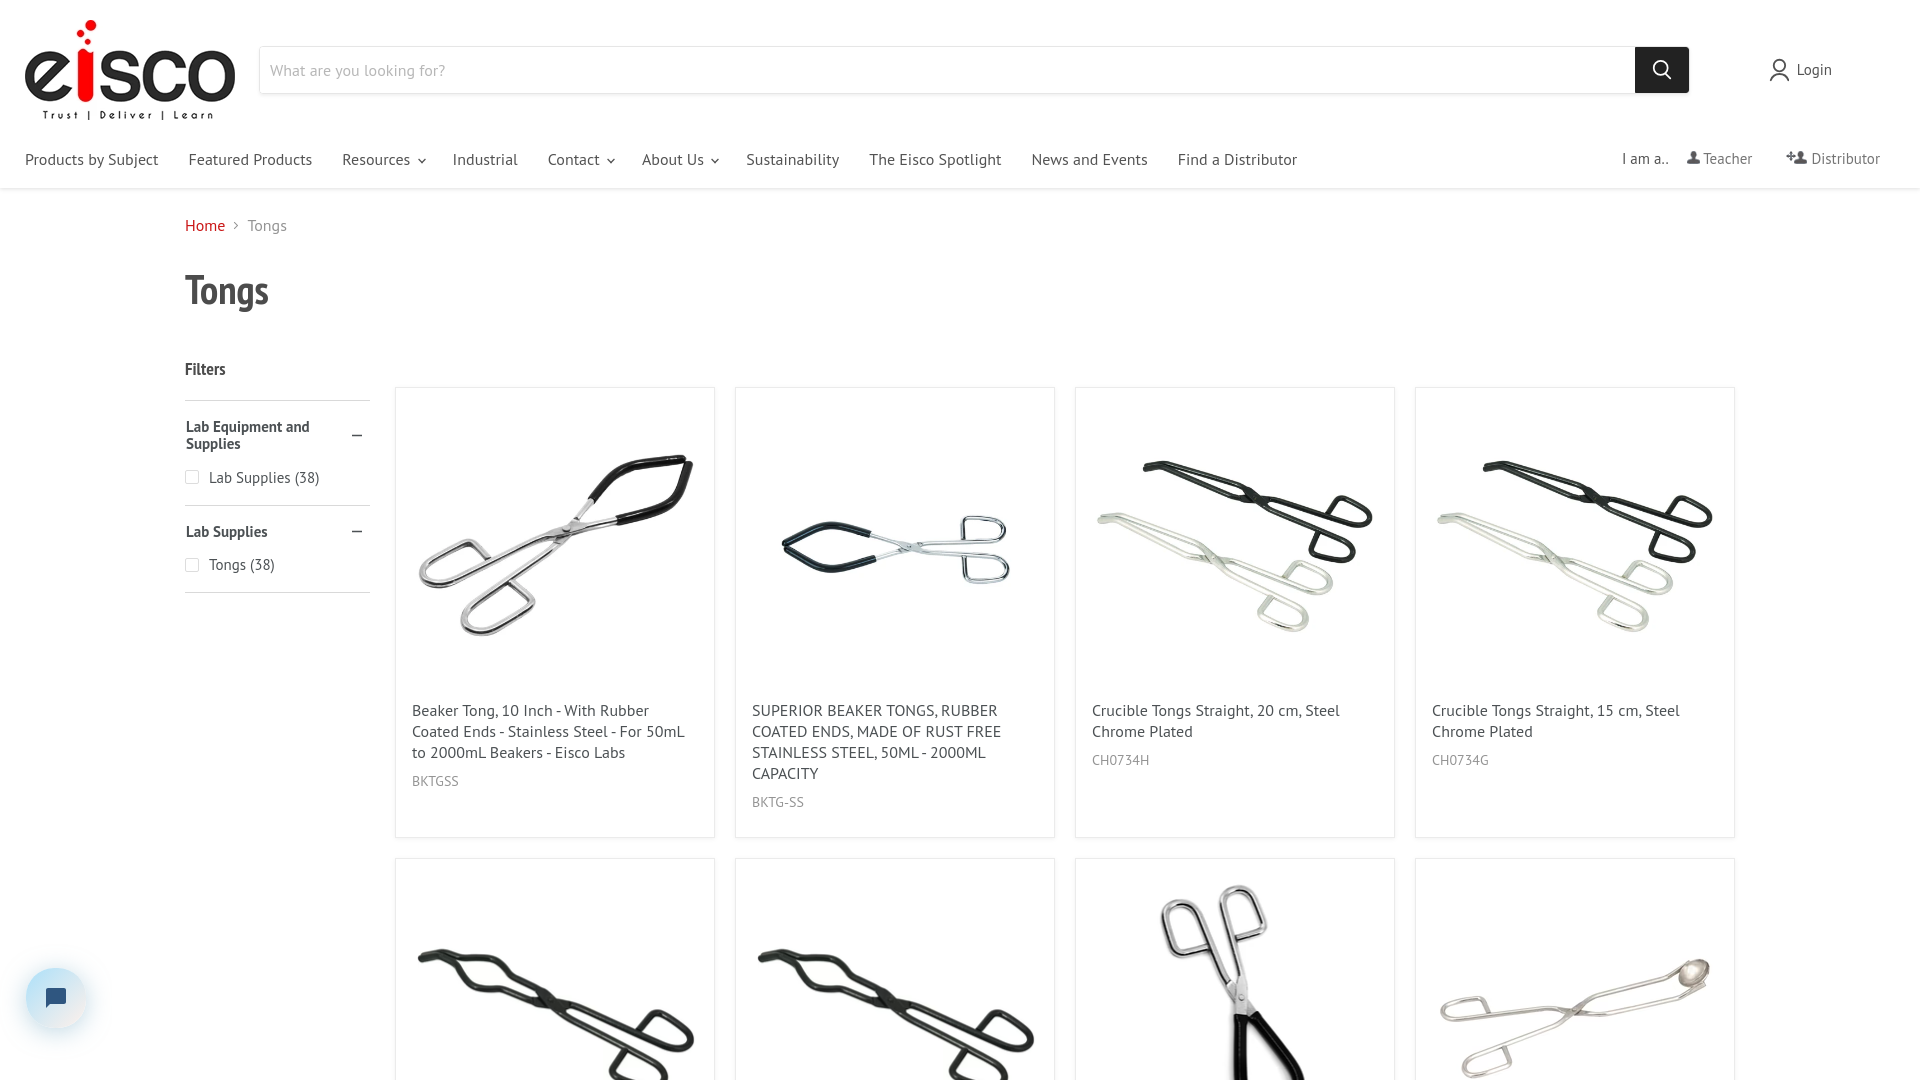 eisco
Trust | Deliver | Learn
What are you looking for?
Login
Products by Subject
Featured Products
Resources
Industrial
Contact
About Us
Sustainability
The Eisco Spotlight
News and Events
Find a Distributor
I am a..
Teacher
Distributor
Home
Tongs
Tongs
Filters
Lab Equipment and
Supplies
Lab Supplies (38)
Lab Supplies
Tongs (38)
Beaker Tong, 10 Inch - With Rubber
Coated Ends - Stainless Steel - For 50mL
to 2000mL Beakers - Eisco Labs
BKTGSS
SUPERIOR BEAKER TONGS, RUBBER
COATED ENDS, MADE OF RUST FREE
STAINLESS STEEL, 50ML - 2000ML
CAPACITY
BKTG-SS
Crucible Tongs Straight, 20 cm, Steel
Chrome Plated
CH0734H
Crucible Tongs Straight, 15 cm, Steel
Chrome Plated
CH0734G